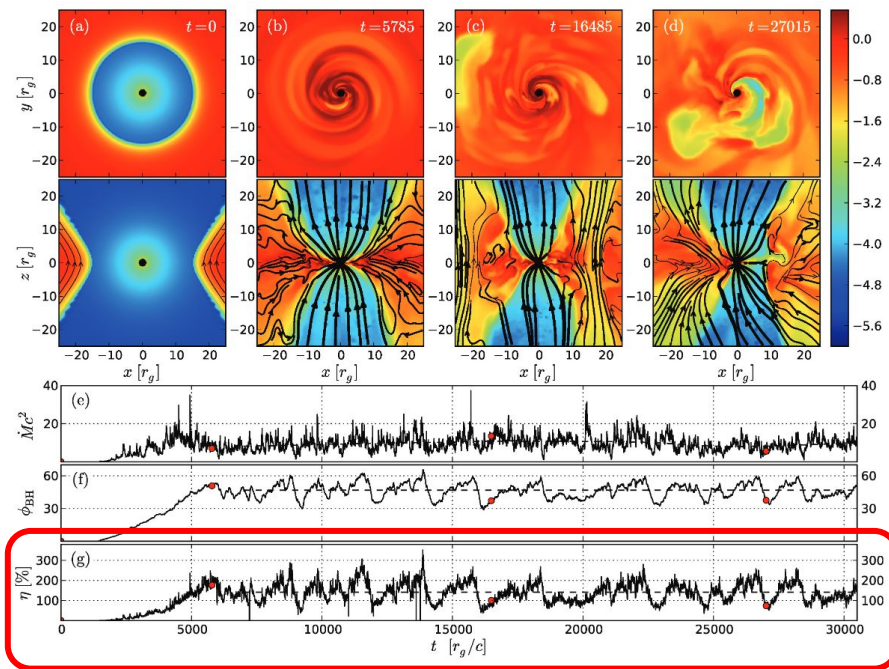 (a) t=0 (b) t=5785 (c) t=16485 (d) t=27015
20 10 0 −10 −20
y [r_g]
0.0 −0.8 −1.6 −2.4 −3.2 −4.0 −4.8 −5.6
20 10 0 −10 −20
z [r_g]
−20 −10 0 10 20 −20 −10 0 10 20 −20 −10 0 10 20 −20 −10 0 10 20
x [r_g] x [r_g] x [r_g] x [r_g]
(e)
Ṁc²
40 20 40 20
(f)
ϕ_BH
60 30 60 30
(g)
η [%]
300 200 100 300 200 100
0 5000 10000 15000 20000 25000 30000
t [r_g/c]